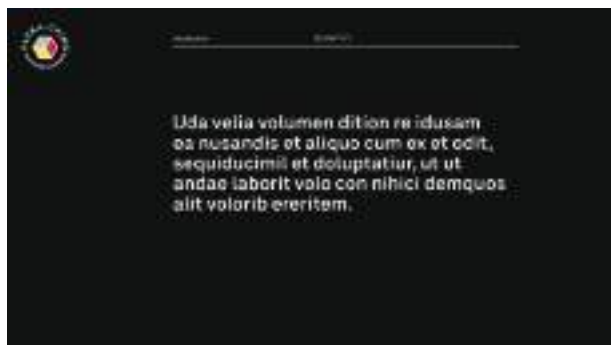 Uda velia volumen dition re idusam
ea nusandis et aliquo cum ex et odit,
sequiducimil et doluptatiur, ut ut
andae laborit volo con nihici demquos
alit volorib ereritem.